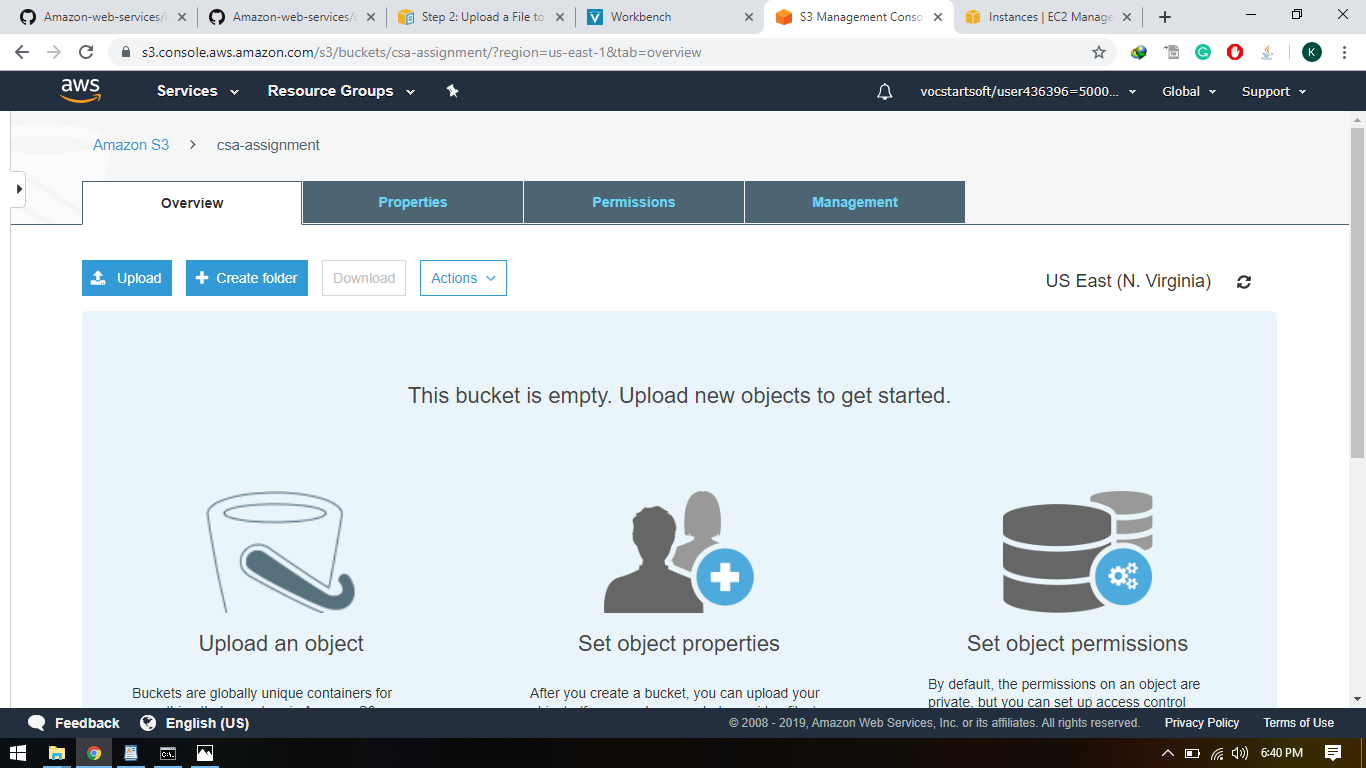 Amazon-web-services/
Amazon-web-services/
Step 2: Upload a File to
Workbench
S3 Management Conso
Instances | EC2 Manage
s3.console.aws.amazon.com/s3/buckets/csa-assignment/?region=us-east-1&tab=overview
K
aws
Services
Resource Groups
vocstartsoft/user436396=5000...
Global
Support
Amazon S3 > csa-assignment
Overview
Properties
Permissions
Management
Upload
Create folder
Download
Actions
US East (N. Virginia)
This bucket is empty. Upload new objects to get started.
Upload an object
Set object properties
Set object permissions
Buckets are globally unique containers for
After you create a bucket, you can upload your
By default, the permissions on an object are
private, but you can set up access control
Feedback
English (US)
© 2008 - 2019, Amazon Web Services, Inc. or its affiliates. All rights reserved.
Privacy Policy
Terms of Use
6:40 PM